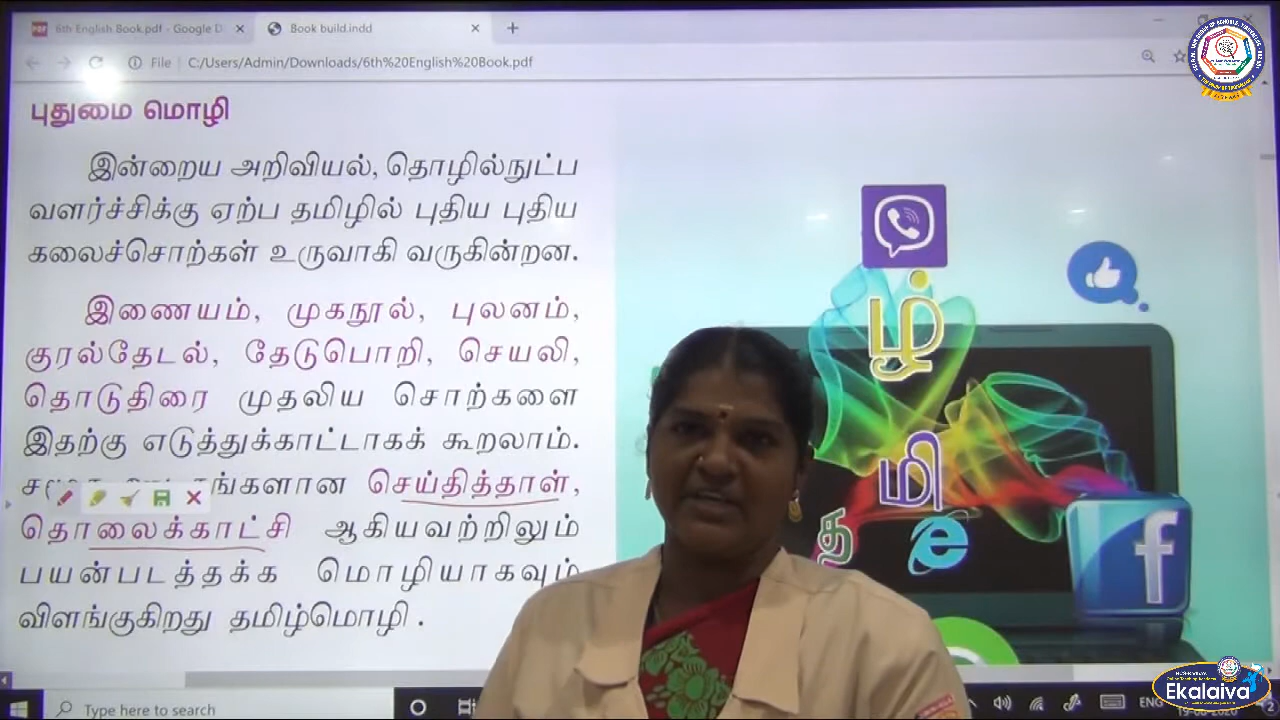 6th English Book.pdf - Google D
Book build.indd
File C:/Users/Admin/Downloads/6th%20English%20Book.pdf
புதுமை மொழி
இன்றைய அறிவியல், தொழில்நுட்ப
வளர்ச்சிக்கு ஏற்ப தமிழில் புதிய புதிய
கலைச்சொற்கள் உருவாகி வருகின்றன.
இணையம், முகநூல், புலனம்,
குரல்தேடல், தேடுபொறி, செயலி,
தொடுதிரை முதலிய சொற்களை
இதற்கு எடுத்துக்காட்டாகக் கூறலாம்.
செய்தித்தாள்,
தொலைக்காட்சி ஆகியவற்றிலும்
பயன்படத்தக்க மொழியாகவும்
விளங்குகிறது தமிழ்மொழி .
ழ்
மி
த
e
f
Type here to search
ENG
Ekalaiva